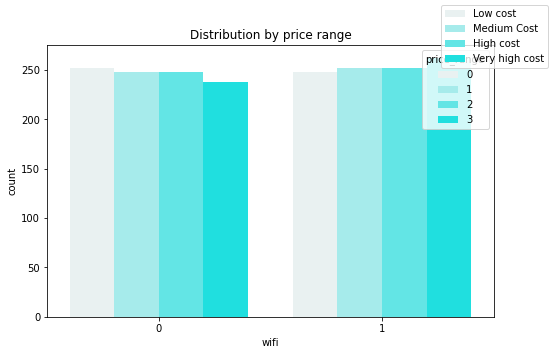 Low cost
Medium Cost
High cost
Very high cost
Distribution by price range
0
1
2
3
250
200
150
100
50
0
count
0
1
wifi